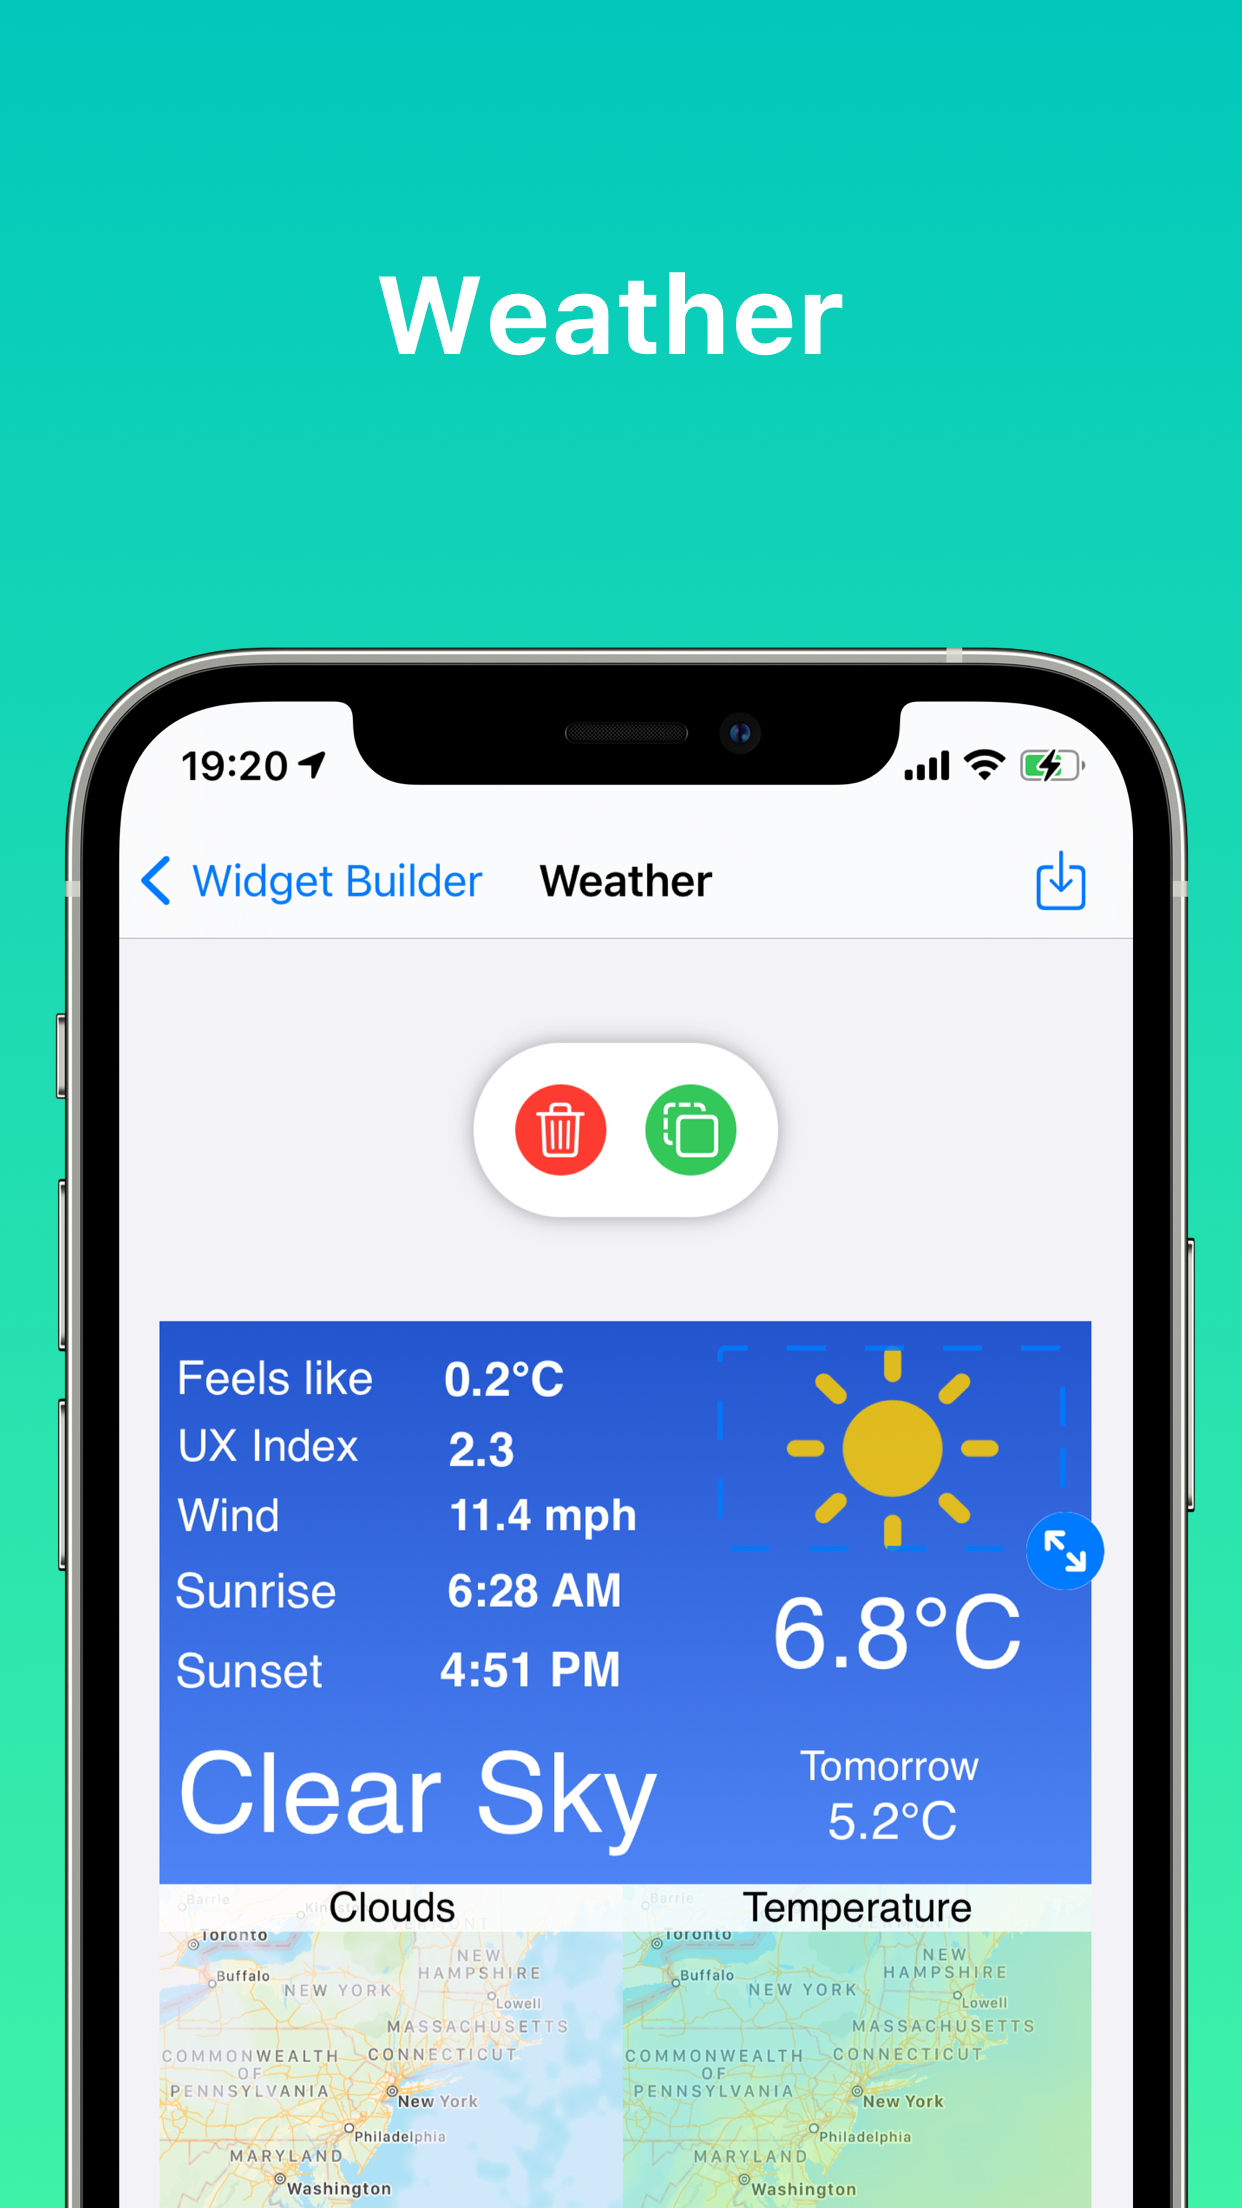 Weather
19:20
Widget Builder
Weather
Feels like 0.2°C
UX Index 2.3
Wind 11.4 mph
Sunrise 6:28 AM
Sunset 4:51 PM
6.8°C
Clear Sky
Tomorrow
5.2°C
Clouds
Temperature
Barrie
VERMONT
Toronto
NEW
HAMPSHIRE
Buffalo
NEW YORK
Lowell
MASSACHUSETTS
COMMONWEALTH
OF
PENNSYLVANIA
CONNECTICUT
New York
Philadelphia
MARYLAND
Washington
Barrie
VERMONT
Toronto
NEW
HAMPSHIRE
Buffalo
NEW YORK
Lowell
MASSACHUSETTS
COMMONWEALTH
OF
PENNSYLVANIA
CONNECTICUT
New York
Philadelphia
MARYLAND
Washington